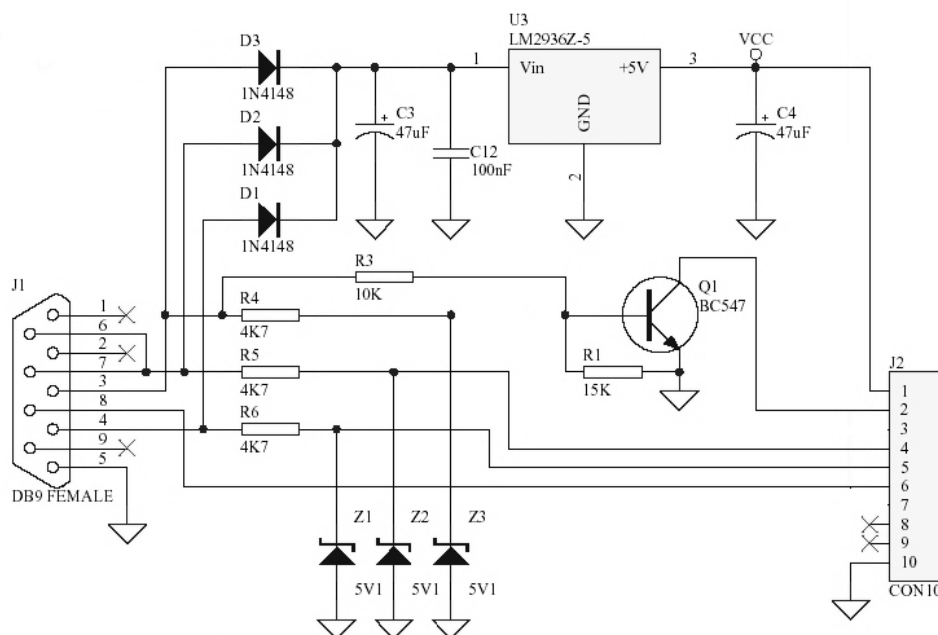 U3
LM2936Z-5
Vin
+5V
GND
1
2
3
VCC
D3
1N4148
D2
1N4148
D1
1N4148
C3
+
47uF
C12
100nF
C4
+
47uF
R3
10K
Q1
BC547
R4
4K7
R5
4K7
R6
4K7
R1
15K
J1
1
6
2
7
3
8
4
9
5
DB9 FEMALE
Z1
5V1
Z2
5V1
Z3
5V1
J2
1
2
3
4
5
6
7
8
9
10
CON10